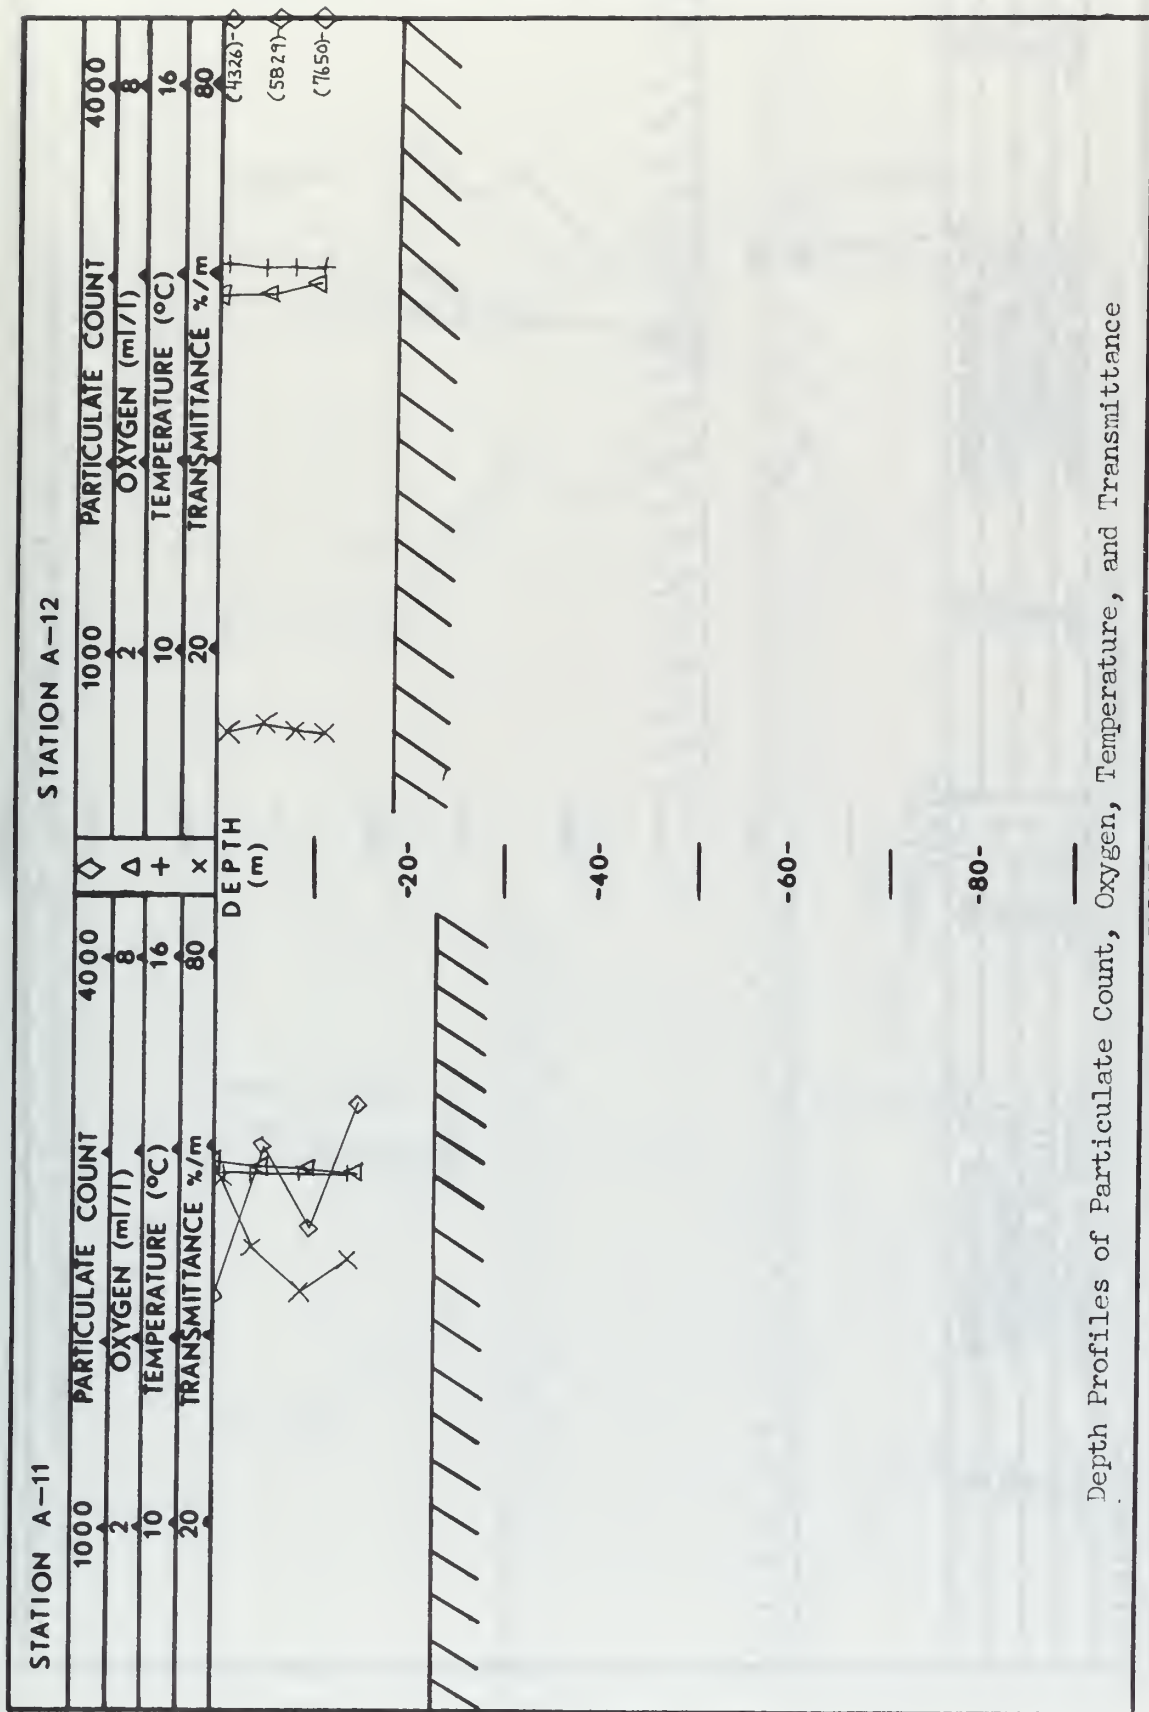 STATION A-11
1000 PARTICULATE COUNT 4000
2 OXYGEN (ml/l) 8
10 TEMPERATURE (°C) 16
20 TRANSMITTANCE %/m 80
◇
Δ
+
x
STATION A-12
1000 PARTICULATE COUNT 4000
2 OXYGEN (ml/l) 8
10 TEMPERATURE (°C) 16
20 TRANSMITTANCE %/m 80
DEPTH
(m)
(4326)-
(5829)-
(7650)-
-20-
-40-
-60-
-80-
Depth Profiles of Particulate Count, Oxygen, Temperature, and Transmittance